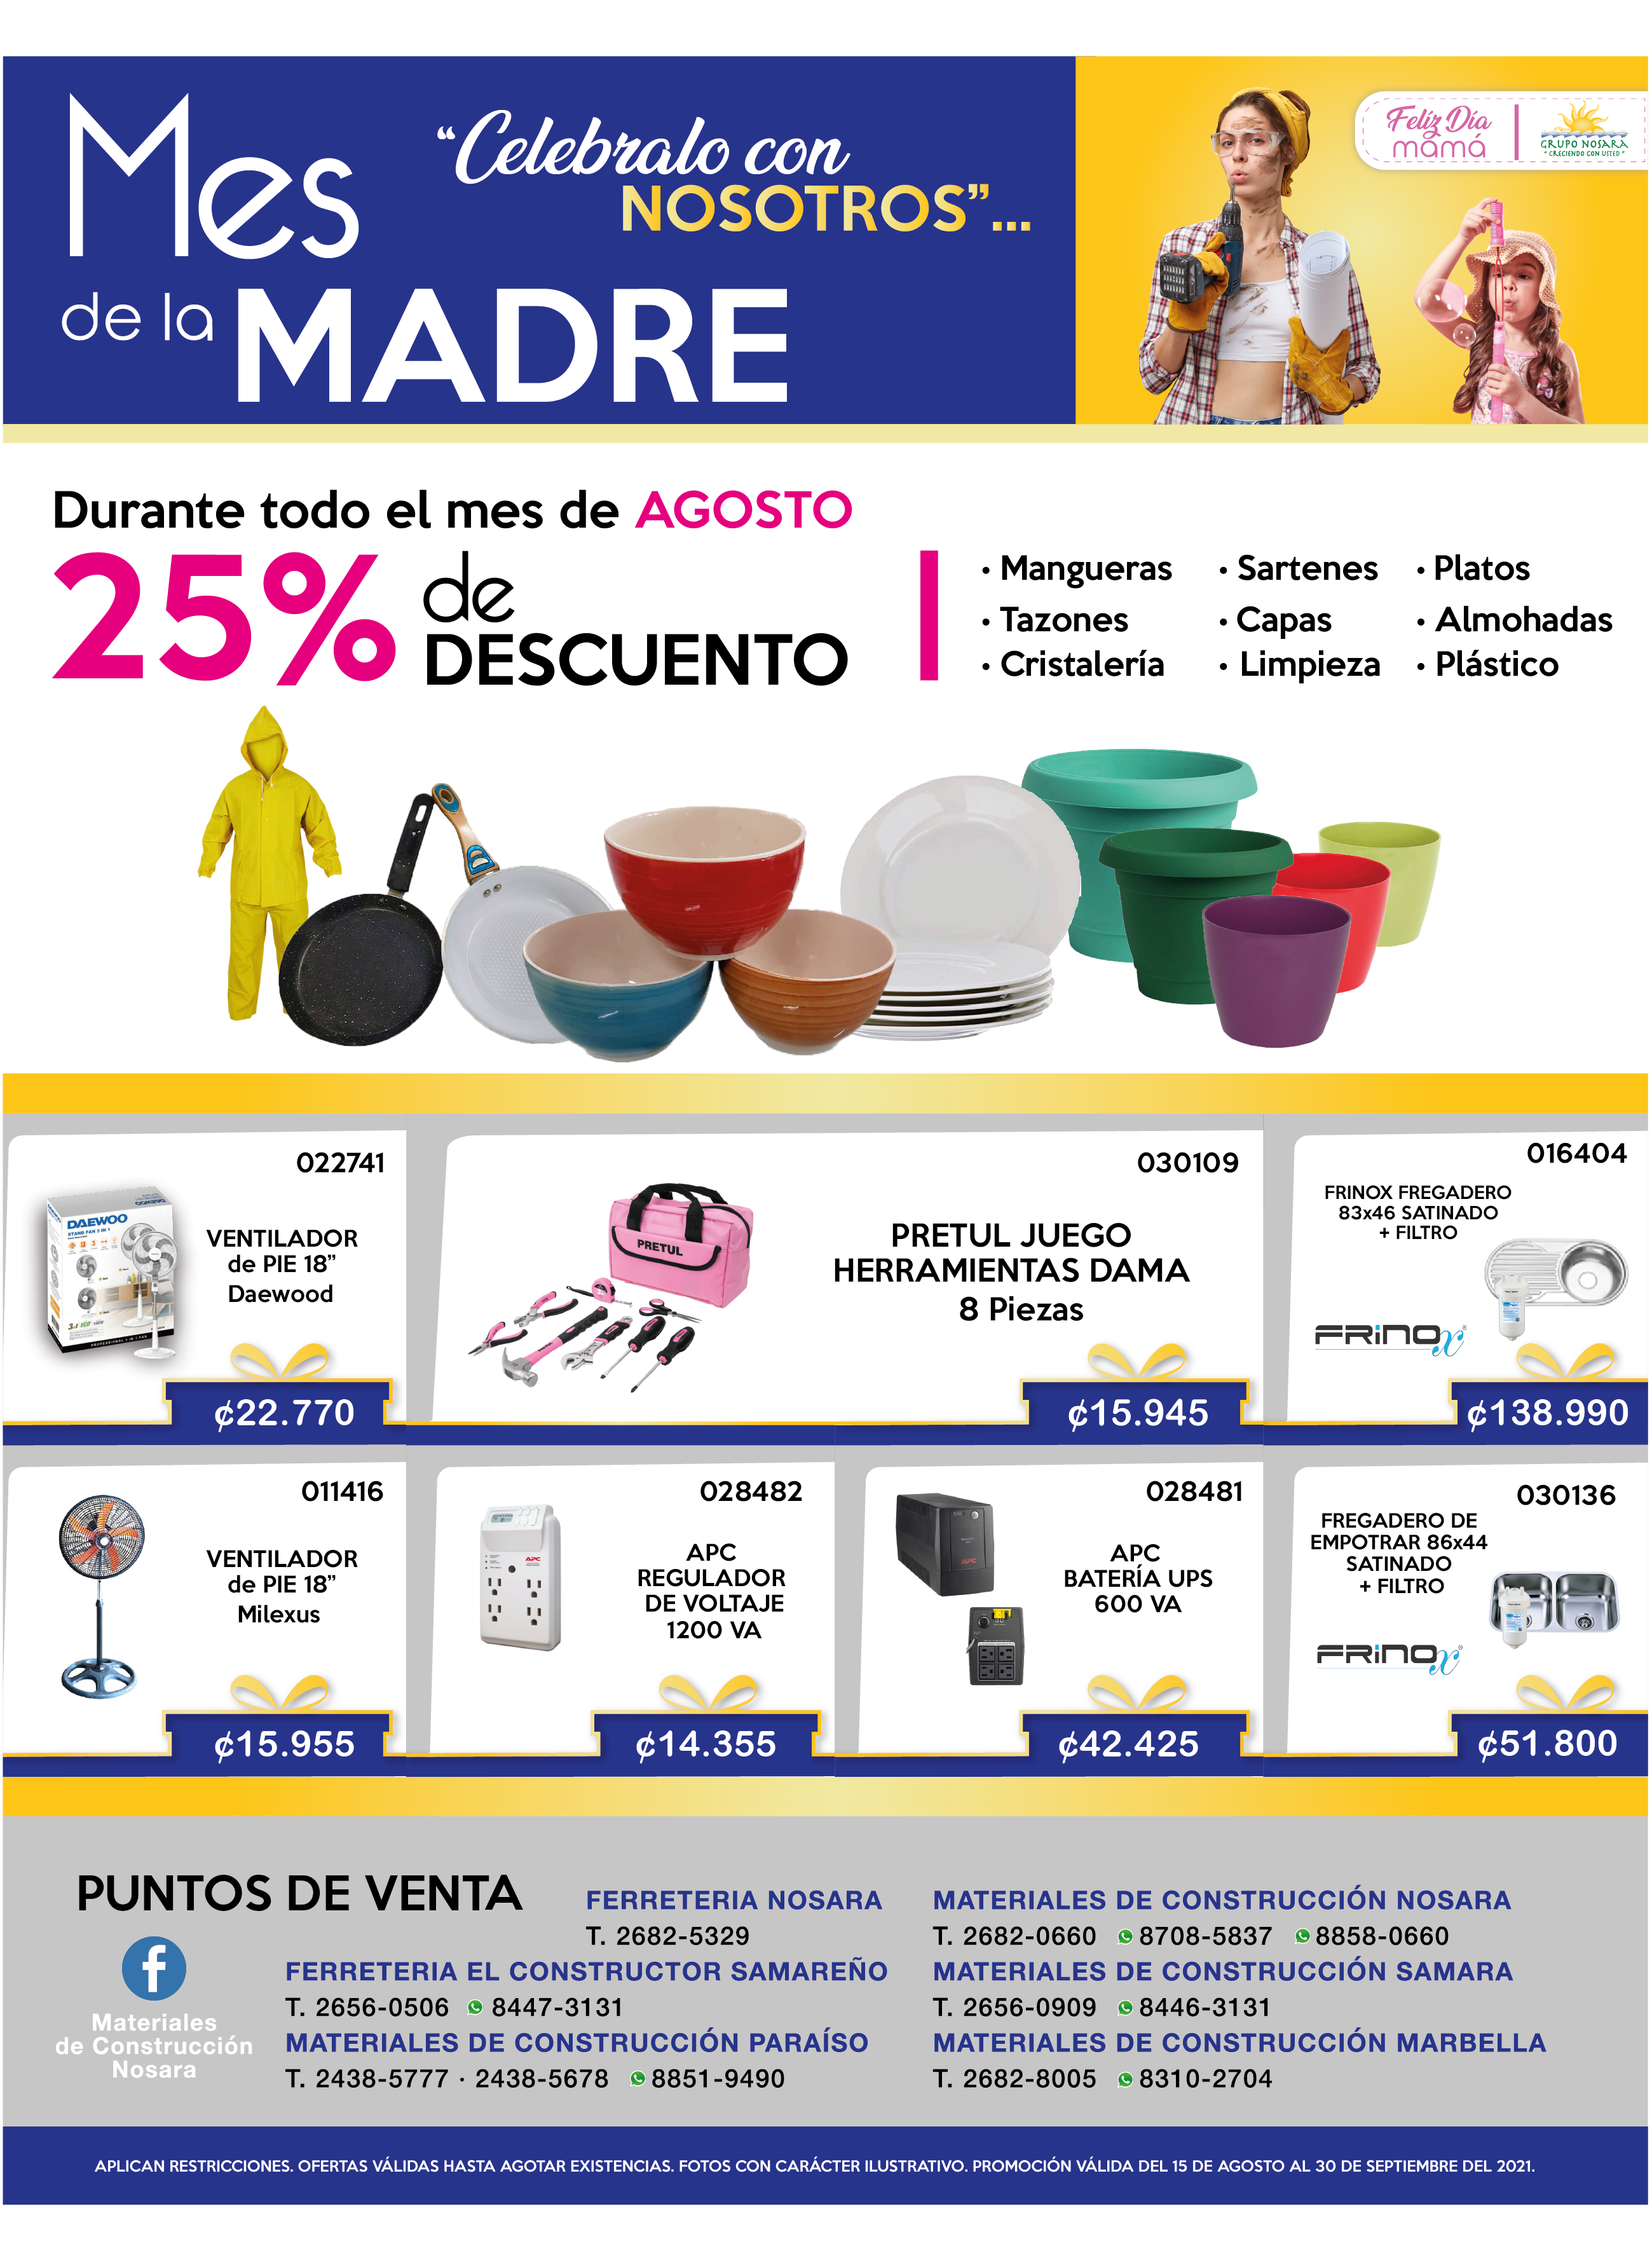 Mes
de la MADRE
“Celebralo con
NOSOTROS”...
Felíz Día
mamá
GRUPO NOSARA
" CRECIENDO CON USTED "
Durante todo el mes de AGOSTO
25% de
DESCUENTO
• Mangueras • Sartenes • Platos
• Tazones • Capas • Almohadas
• Cristalería • Limpieza • Plástico
022741
DAEWOO
STAND FAN 3 IN 1
VENTILADOR
de PIE 18”
Daewood
¢22.770
030109
PRETUL
PRETUL JUEGO
HERRAMIENTAS DAMA
8 Piezas
¢15.945
016404
FRINOX FREGADERO
83x46 SATINADO
+ FILTRO
FRINOX
¢138.990
011416
VENTILADOR
de PIE 18”
Milexus
¢15.955
028482
APC
APC
REGULADOR
DE VOLTAJE
1200 VA
¢14.355
028481
APC
APC
BATERÍA UPS
600 VA
¢42.425
030136
FREGADERO DE
EMPOTRAR 86x44
SATINADO
+ FILTRO
FRINOX
¢51.800
PUNTOS DE VENTA
Materiales
de Construcción
Nosara
FERRETERIA NOSARA
T. 2682-5329
MATERIALES DE CONSTRUCCIÓN NOSARA
T. 2682-0660 8708-5837 8858-0660
FERRETERIA EL CONSTRUCTOR SAMAREÑO
T. 2656-0506 8447-3131
MATERIALES DE CONSTRUCCIÓN SAMARA
T. 2656-0909 8446-3131
MATERIALES DE CONSTRUCCIÓN PARAÍSO
T. 2438-5777 · 2438-5678 8851-9490
MATERIALES DE CONSTRUCCIÓN MARBELLA
T. 2682-8005 8310-2704
APLICAN RESTRICCIONES. OFERTAS VÁLIDAS HASTA AGOTAR EXISTENCIAS. FOTOS CON CARÁCTER ILUSTRATIVO. PROMOCIÓN VÁLIDA DEL 15 DE AGOSTO AL 30 DE SEPTIEMBRE DEL 2021.